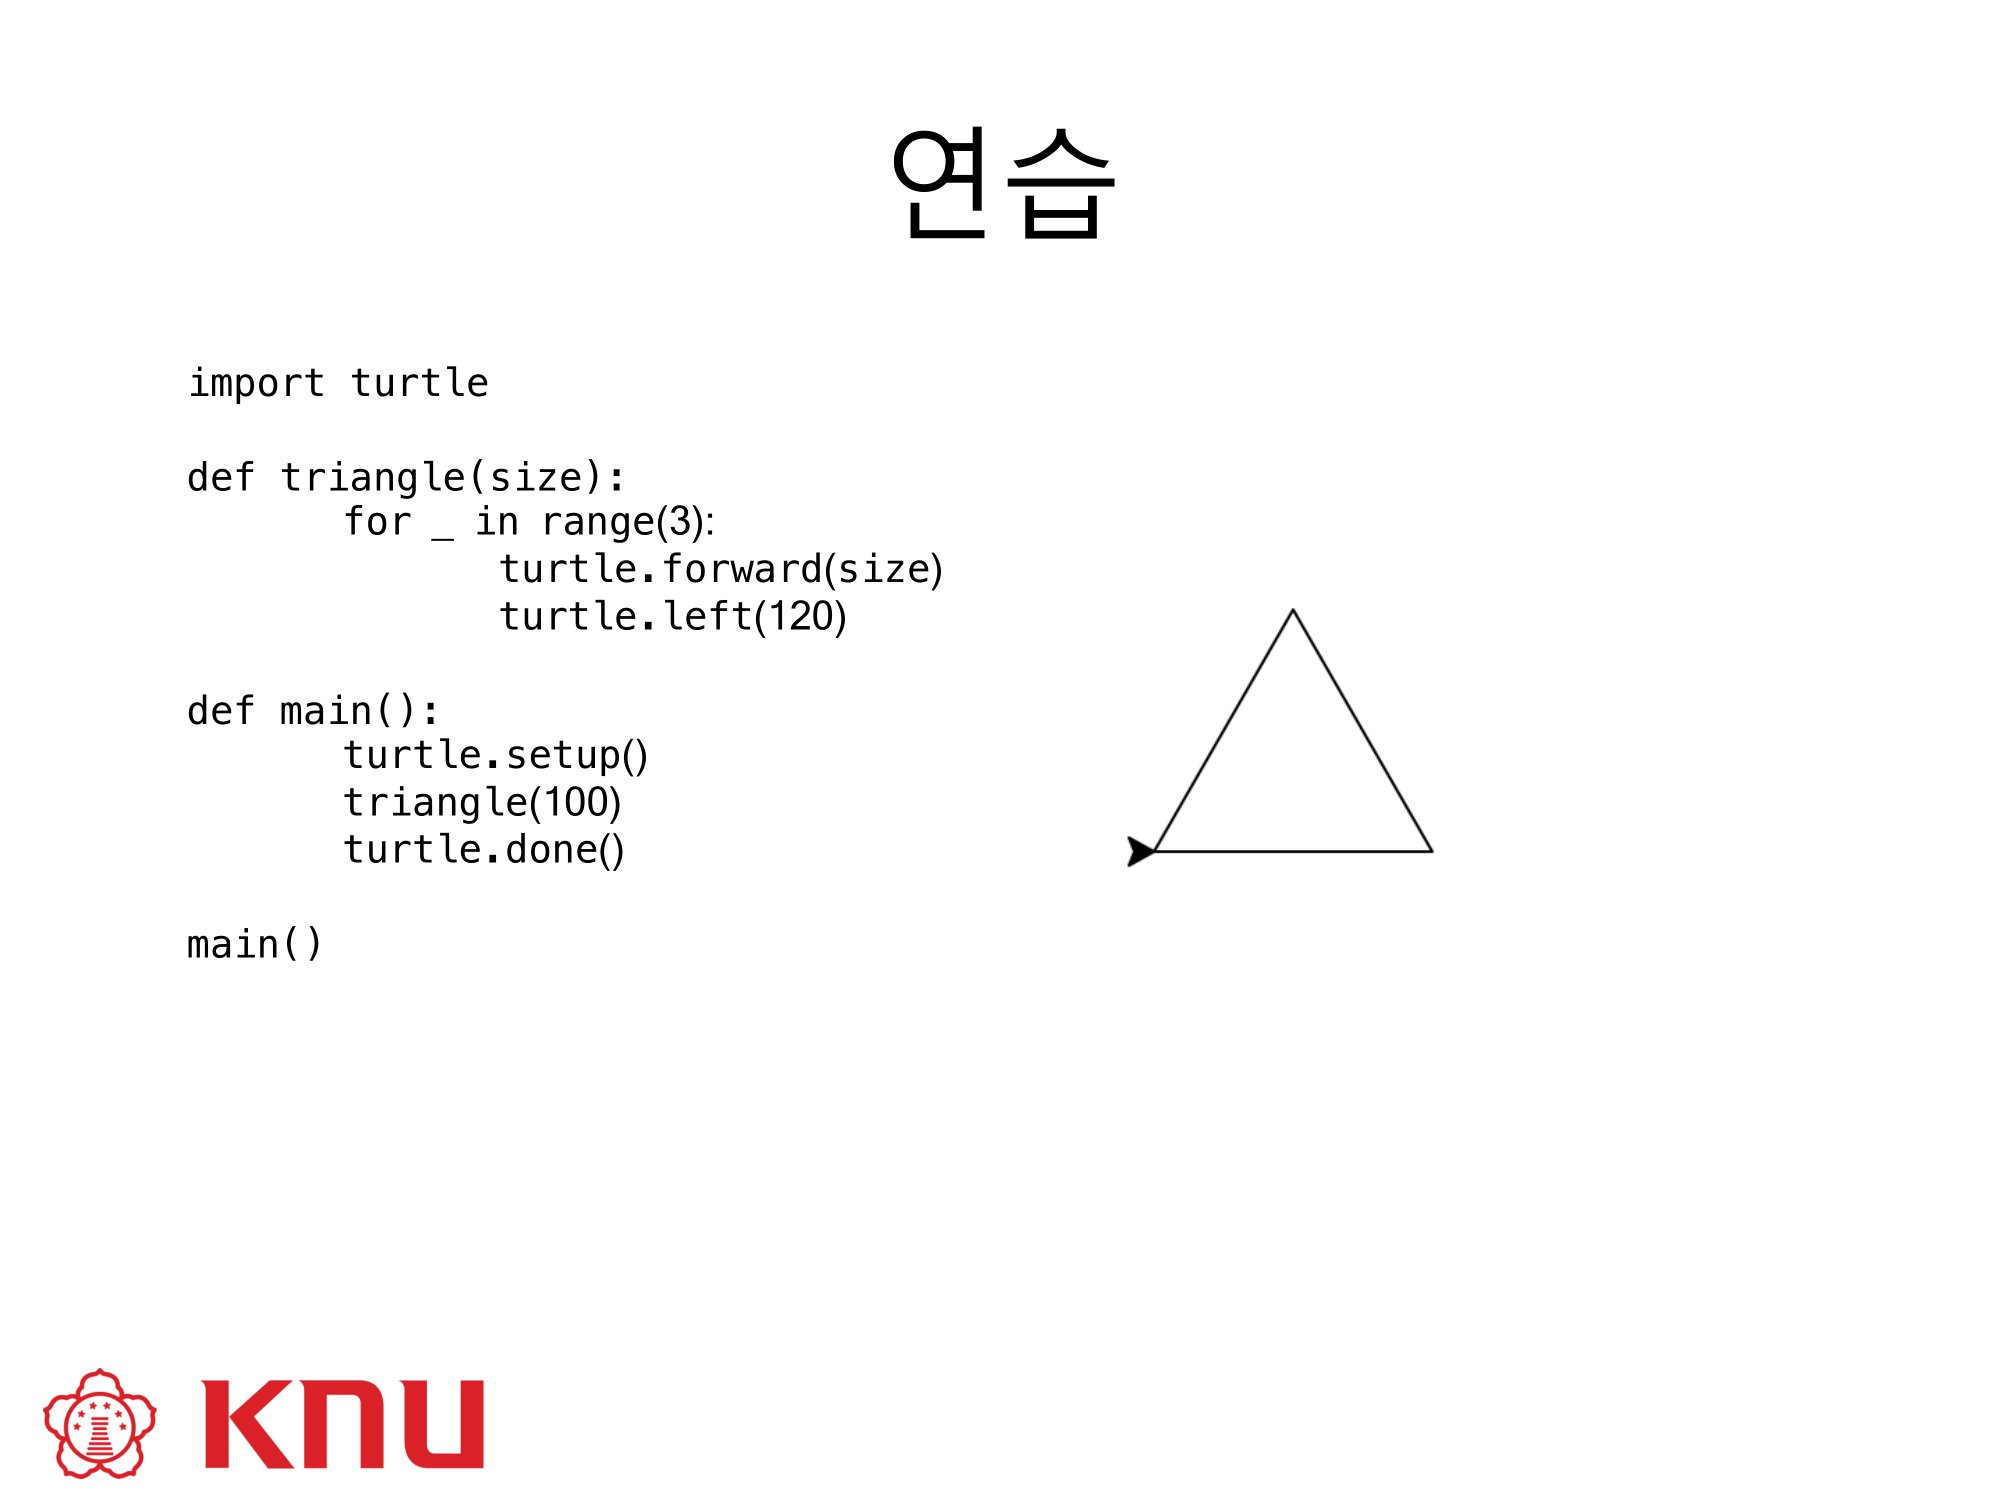 연습
import turtle
def triangle(size):
for _ in range(3):
turtle.forward(size)
turtle.left(120)
def main():
turtle.setup()
triangle(100)
turtle.done()
main()
KNU